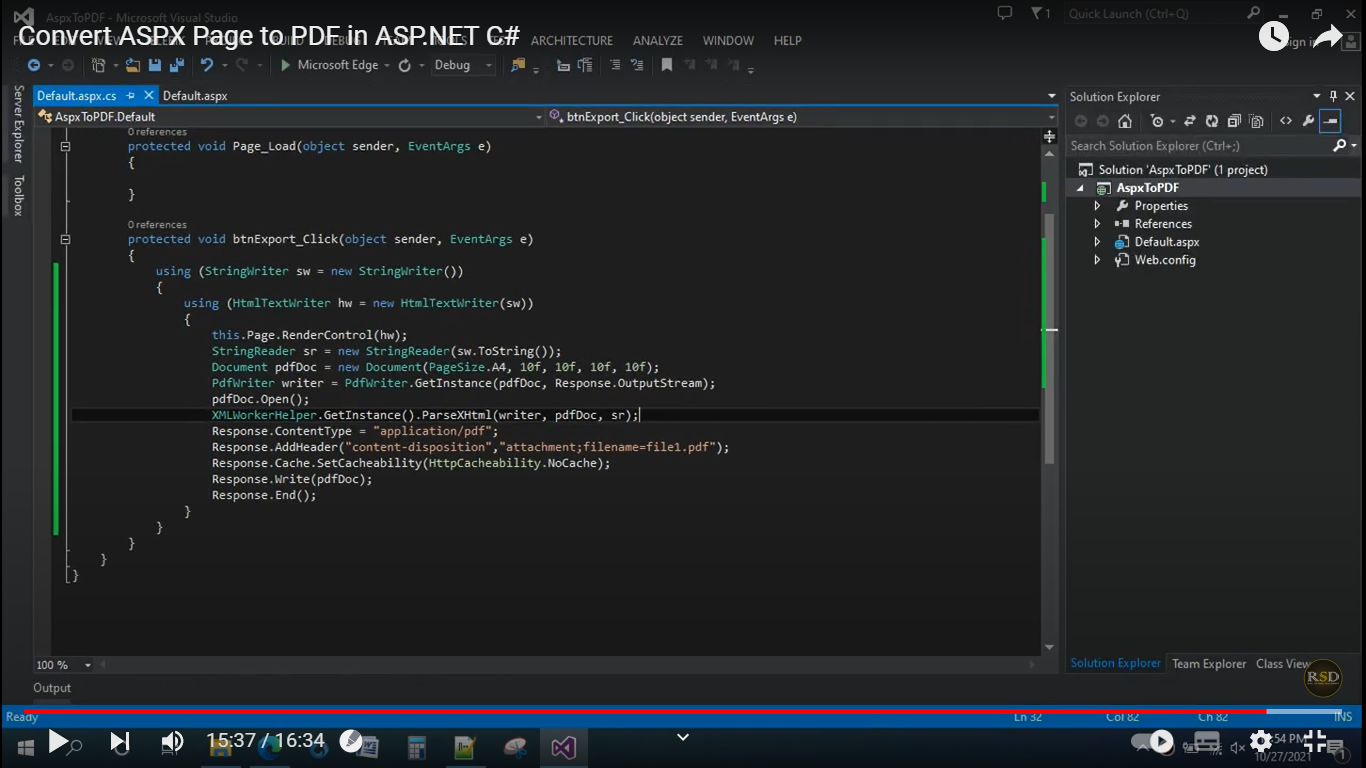 AspxToPDF - Microsoft Visual Studio
1
Quick Launch (Ctrl+Q)
Convert ASPX Page to PDF in ASP.NET C#
ARCHITECTURE ANALYZE WINDOW HELP
Sign in
Microsoft Edge Debug
Server Explorer
Toolbox
Default.aspx.cs Default.aspx
AspxToPDF.Default btnExport_Click(object sender, EventArgs e)
0 references
protected void Page_Load(object sender, EventArgs e)
{
}
0 references
protected void btnExport_Click(object sender, EventArgs e)
{
using (StringWriter sw = new StringWriter())
{
using (HtmlTextWriter hw = new HtmlTextWriter(sw))
{
this.Page.RenderControl(hw);
StringReader sr = new StringReader(sw.ToString());
Document pdfDoc = new Document(PageSize.A4, 10f, 10f, 10f, 10f);
PdfWriter writer = PdfWriter.GetInstance(pdfDoc, Response.OutputStream);
pdfDoc.Open();
XMLWorkerHelper.GetInstance().ParseXHtml(writer, pdfDoc, sr);
Response.ContentType = "application/pdf";
Response.AddHeader("content-disposition","attachment;filename=file1.pdf");
Response.Cache.SetCacheability(HttpCacheability.NoCache);
Response.Write(pdfDoc);
Response.End();
}
}
}
}
}
100 %
Output
Solution Explorer
Search Solution Explorer (Ctrl+;)
Solution 'AspxToPDF' (1 project)
AspxToPDF
Properties
References
Default.aspx
Web.config
Solution Explorer Team Explorer Class View
RSD
Ready Ln 32 Col 82 Ch 82 INS
15:37 / 16:34
:54 PM
10/27/2021
1